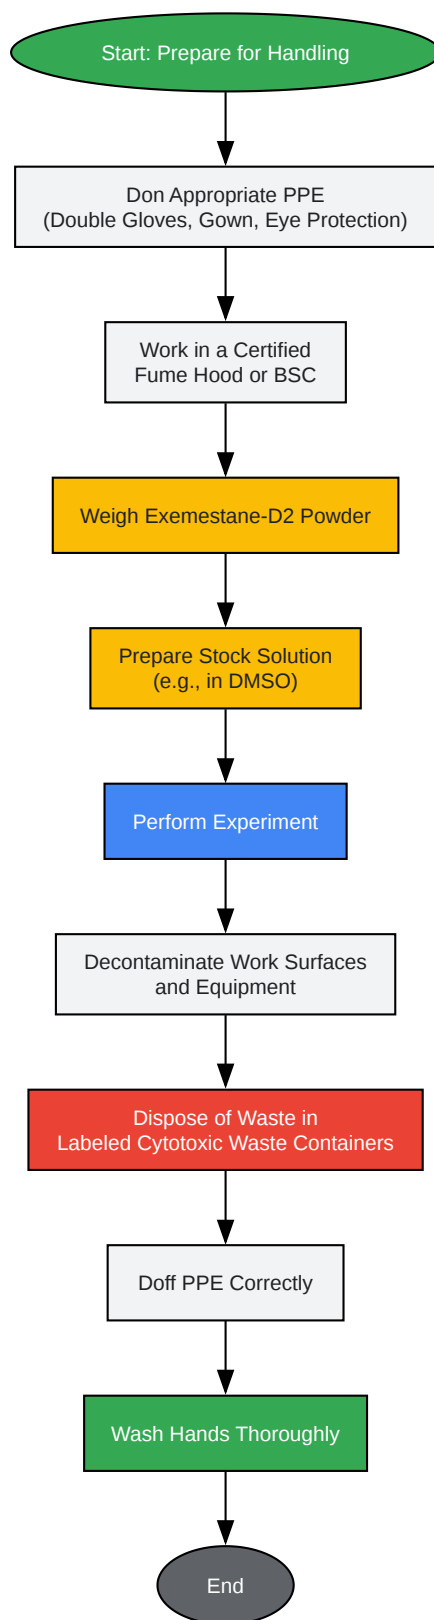 Start: Prepare for Handling
Don Appropriate PPE
(Double Gloves, Gown, Eye Protection)
Work in a Certified
Fume Hood or BSC
Weigh Exemestane-D2 Powder
Prepare Stock Solution
(e.g., in DMSO)
Perform Experiment
Decontaminate Work Surfaces
and Equipment
Dispose of Waste in
Labeled Cytotoxic Waste Containers
Doff PPE Correctly
Wash Hands Thoroughly
End